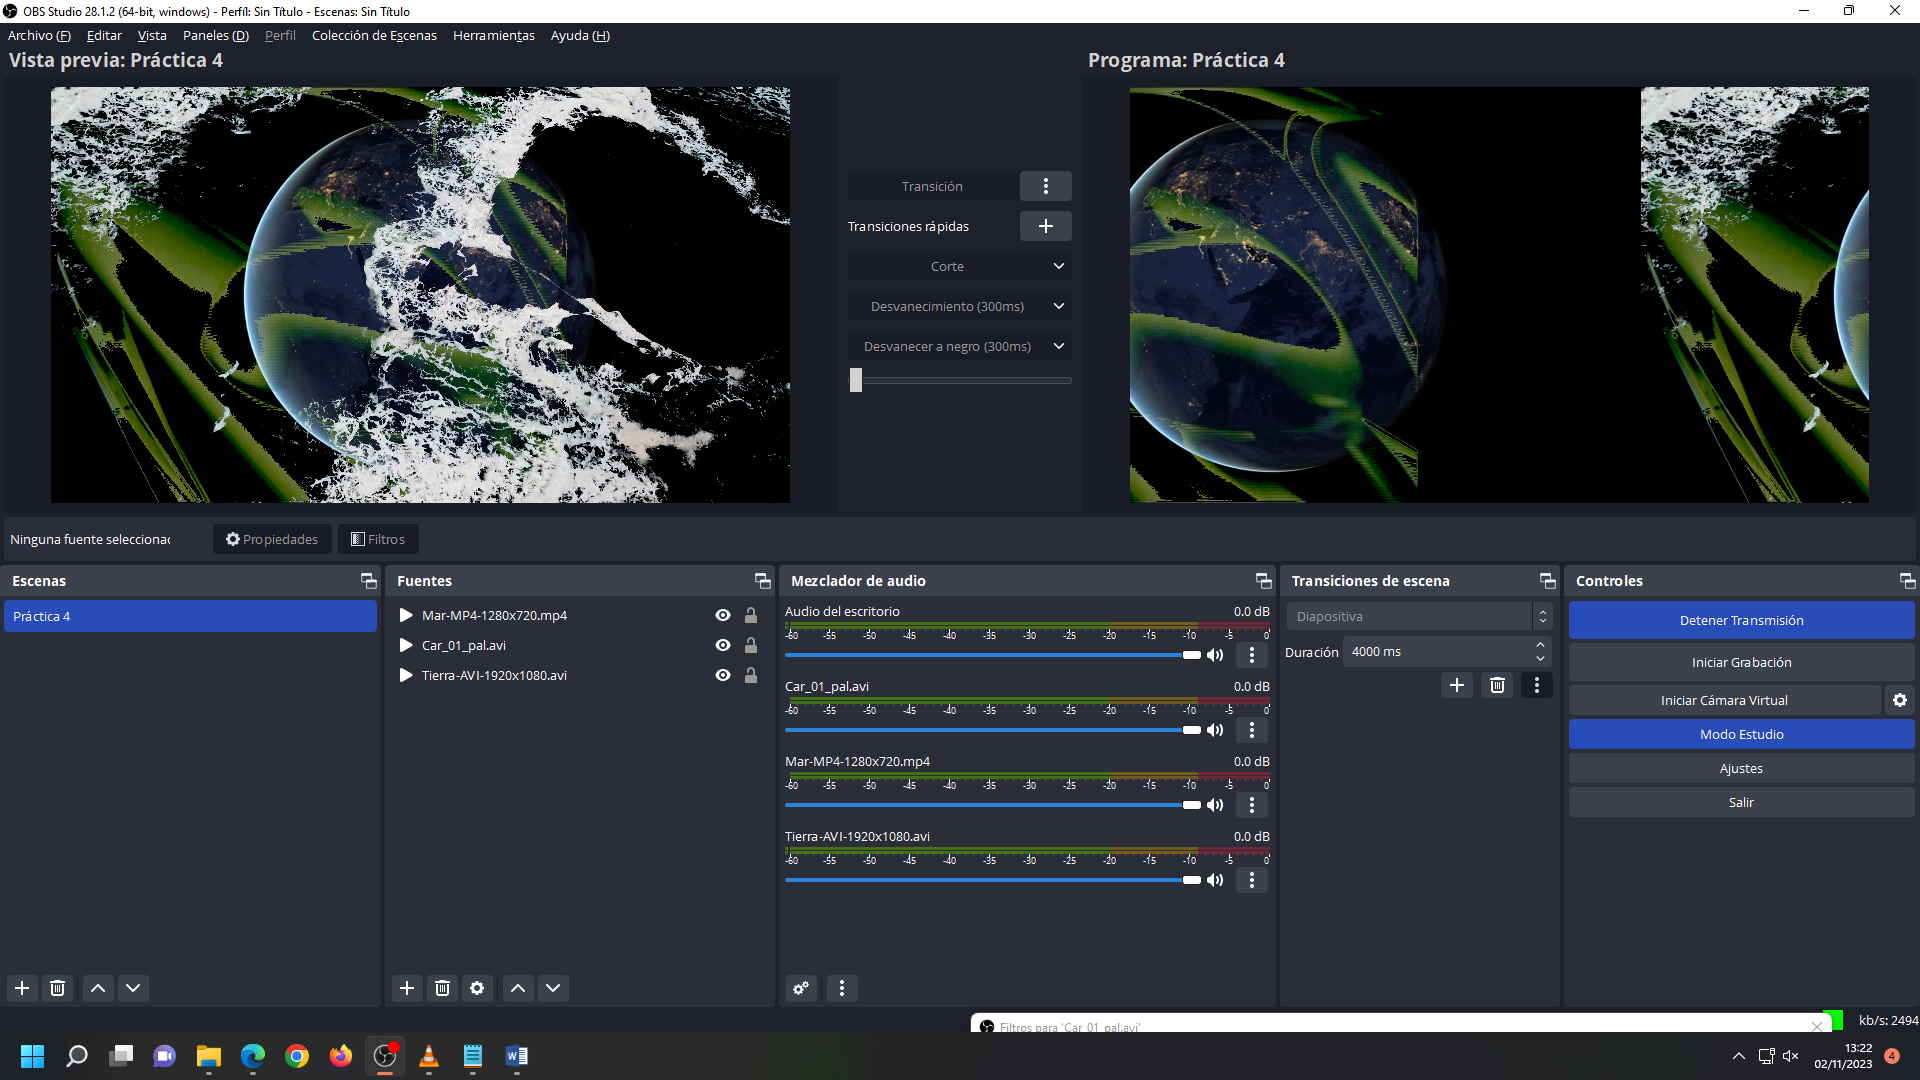 OBS Studio 28.1.2 (64-bit, windows) - Perfil: Sin Título - Escenas: Sin Título
Archivo (F) Editar Vista Paneles (D) Perfil Colección de Escenas Herramientas Ayuda (H)
Vista previa: Práctica 4
Programa: Práctica 4
Transición
Transiciones rápidas
Corte
Desvanecimiento (300ms)
Desvanecer a negro (300ms)
Ninguna fuente seleccionac
Propiedades
Filtros
Escenas
Práctica 4
Fuentes
Mar-MP4-1280x720.mp4
Car_01_pal.avi
Tierra-AVI-1920x1080.avi
Mezclador de audio
Audio del escritorio 0.0 dB
-60 -55 -50 -45 -40 -35 -30 -25 -20 -15 -10 -5 0
Car_01_pal.avi 0.0 dB
-60 -55 -50 -45 -40 -35 -30 -25 -20 -15 -10 -5 0
Mar-MP4-1280x720.mp4 0.0 dB
-60 -55 -50 -45 -40 -35 -30 -25 -20 -15 -10 -5 0
Tierra-AVI-1920x1080.avi 0.0 dB
-60 -55 -50 -45 -40 -35 -30 -25 -20 -15 -10 -5 0
Transiciones de escena
Diapositiva
Duración 4000 ms
Controles
Detener Transmisión
Iniciar Grabación
Iniciar Cámara Virtual
Modo Estudio
Ajustes
Salir
Filtros para 'Car_01_pal.avi'
kb/s: 2494
13:22
02/11/2023
4